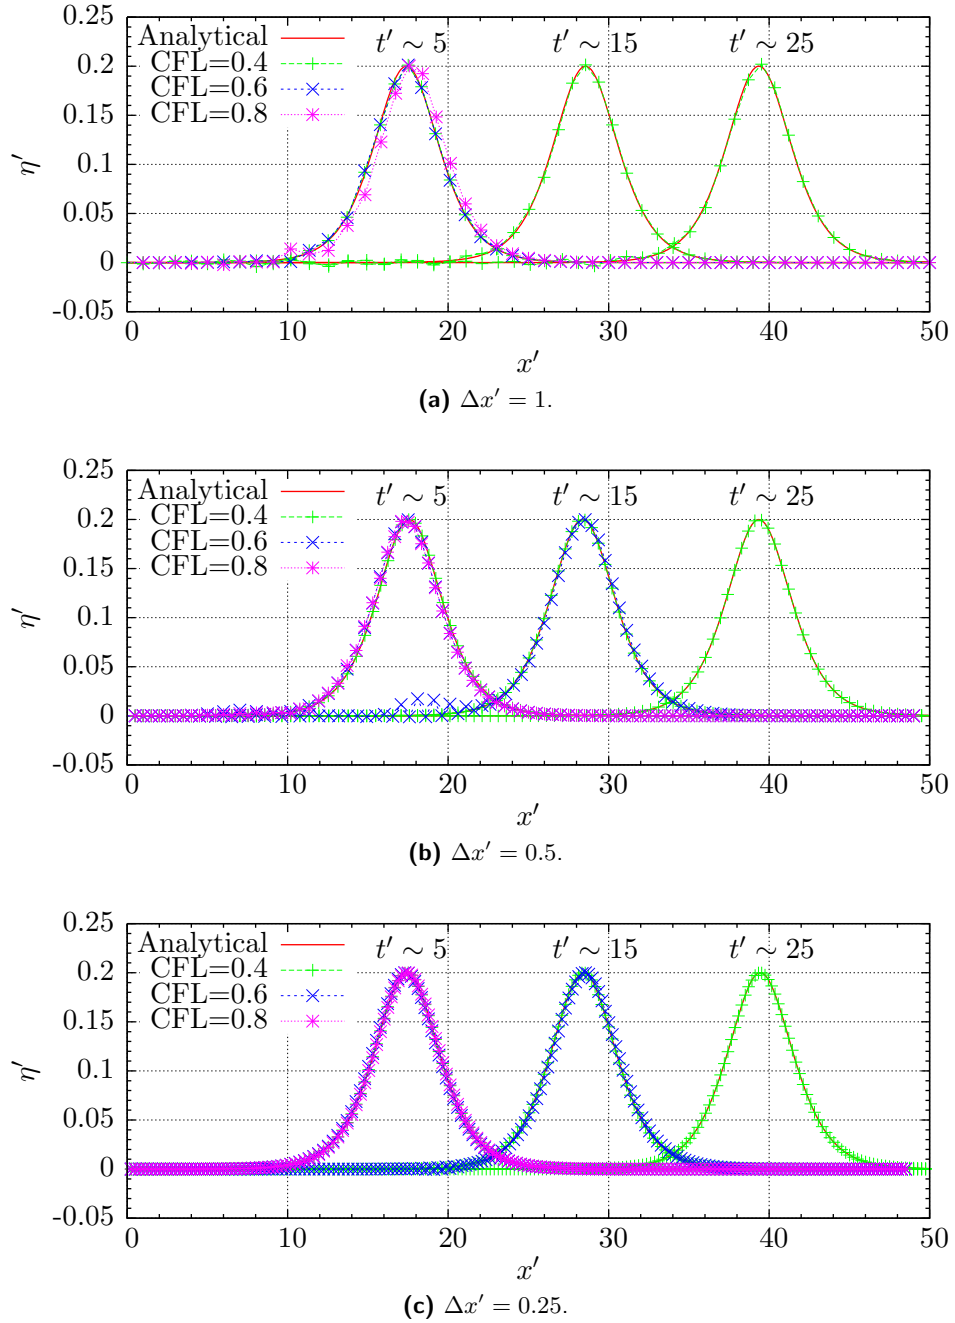 0.25
Analytical t′ ∼ 5 t′ ∼ 15 t′ ∼ 25
0.2 CFL=0.4
CFL=0.6
0.15 CFL=0.8
η′
0.1
0.05
0
-0.05
0 10 20 30 40 50
x′
(a) Δx′ = 1.
0.25
Analytical t′ ∼ 5 t′ ∼ 15 t′ ∼ 25
0.2 CFL=0.4
CFL=0.6
0.15 CFL=0.8
η′
0.1
0.05
0
-0.05
0 10 20 30 40 50
x′
(b) Δx′ = 0.5.
0.25
Analytical t′ ∼ 5 t′ ∼ 15 t′ ∼ 25
0.2 CFL=0.4
CFL=0.6
0.15 CFL=0.8
η′
0.1
0.05
0
-0.05
0 10 20 30 40 50
x′
(c) Δx′ = 0.25.